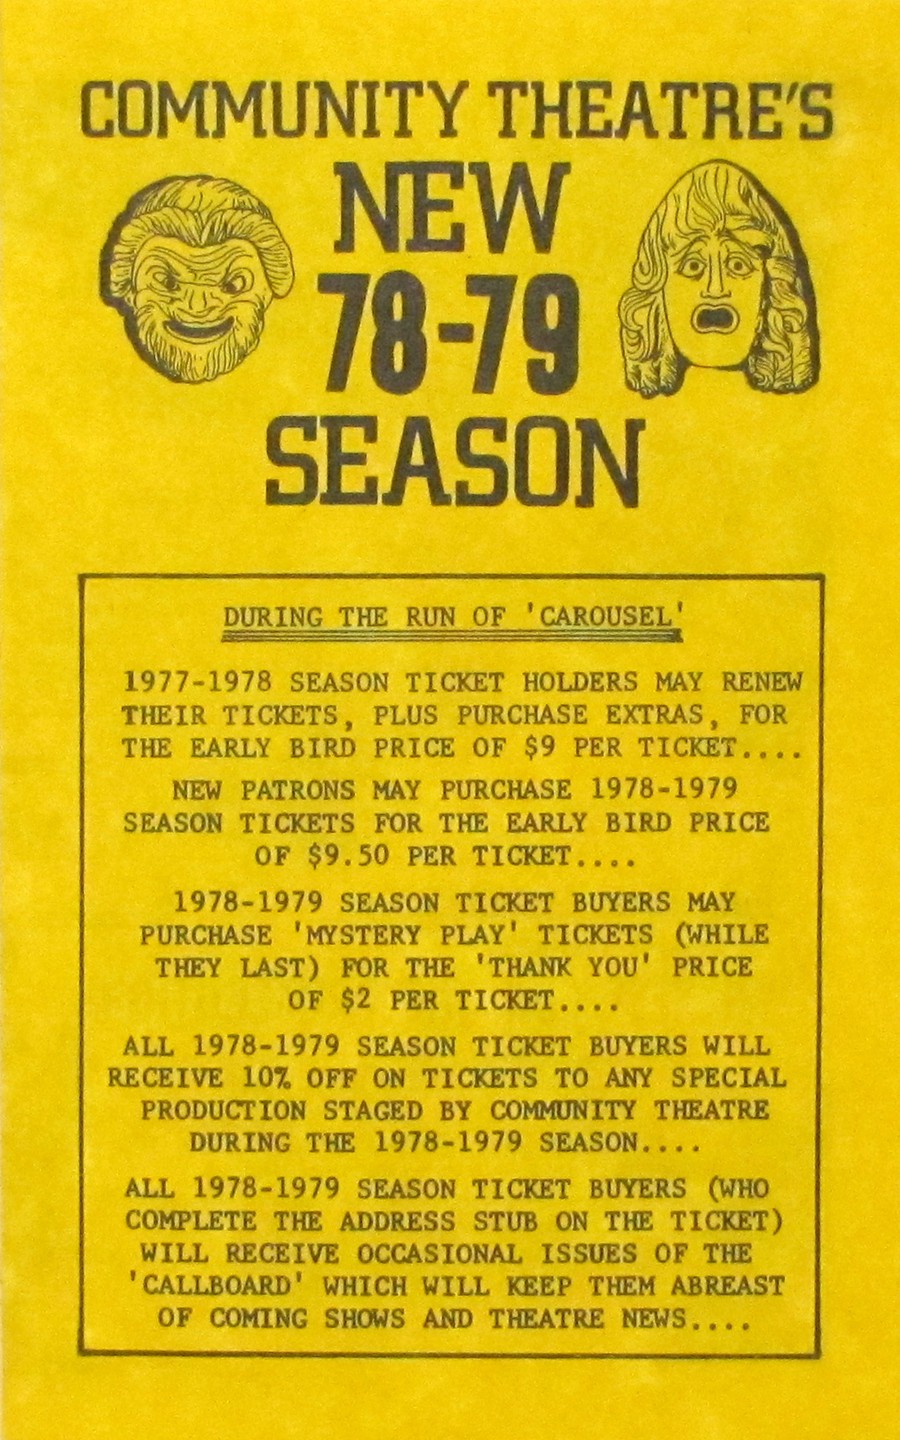 COMMUNITY THEATRE'S
NEW
78-79
SEASON
DURING THE RUN OF 'CAROUSEL'
1977-1978 SEASON TICKET HOLDERS MAY RENEW
THEIR TICKETS, PLUS PURCHASE EXTRAS, FOR
THE EARLY BIRD PRICE OF $9 PER TICKET....
NEW PATRONS MAY PURCHASE 1978-1979
SEASON TICKETS FOR THE EARLY BIRD PRICE
OF $9.50 PER TICKET....
1978-1979 SEASON TICKET BUYERS MAY
PURCHASE 'MYSTERY PLAY' TICKETS (WHILE
THEY LAST) FOR THE 'THANK YOU' PRICE
OF $2 PER TICKET....
ALL 1978-1979 SEASON TICKET BUYERS WILL
RECEIVE 10% OFF ON TICKETS TO ANY SPECIAL
PRODUCTION STAGED BY COMMUNITY THEATRE
DURING THE 1978-1979 SEASON....
ALL 1978-1979 SEASON TICKET BUYERS (WHO
COMPLETE THE ADDRESS STUB ON THE TICKET)
WILL RECEIVE OCCASIONAL ISSUES OF THE
'CALLBOARD' WHICH WILL KEEP THEM ABREAST
OF COMING SHOWS AND THEATRE NEWS....